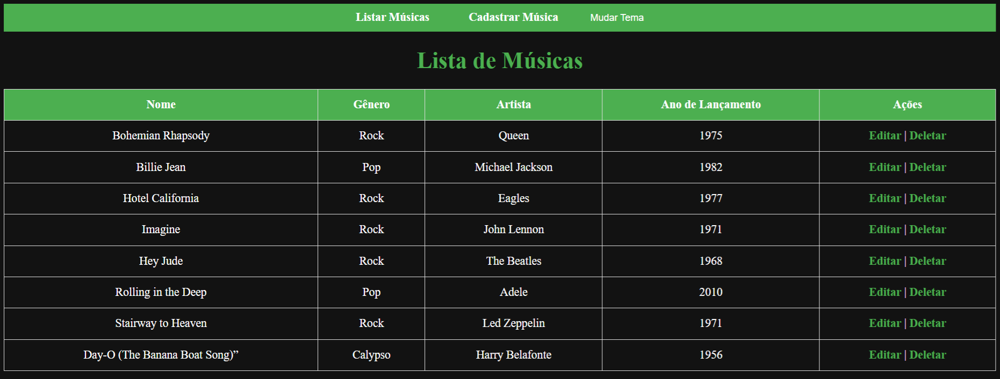 Listar Músicas Cadastrar Música Mudar Tema
Lista de Músicas
Nome Gênero Artista Ano de Lançamento Ações
Bohemian Rhapsody Rock Queen 1975 Editar | Deletar
Billie Jean Pop Michael Jackson 1982 Editar | Deletar
Hotel California Rock Eagles 1977 Editar | Deletar
Imagine Rock John Lennon 1971 Editar | Deletar
Hey Jude Rock The Beatles 1968 Editar | Deletar
Rolling in the Deep Pop Adele 2010 Editar | Deletar
Stairway to Heaven Rock Led Zeppelin 1971 Editar | Deletar
Day-O (The Banana Boat Song)” Calypso Harry Belafonte 1956 Editar | Deletar